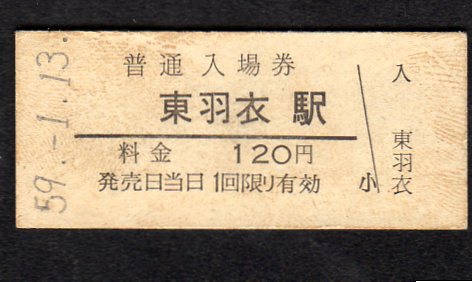 59.-1.13.
普通入場券
東羽衣駅
料金 120円
発売日当日1回限り有効
小
入
東羽衣